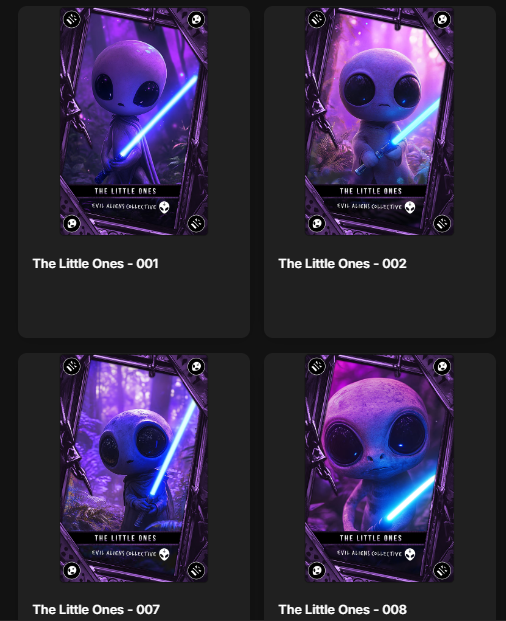 THE LITTLE ONES
EVIL ALIENS COLLECTIVE
The Little Ones - 001
THE LITTLE ONES
EVIL ALIENS COLLECTIVE
The Little Ones - 002
THE LITTLE ONES
EVIL ALIENS COLLECTIVE
The Little Ones - 007
THE LITTLE ONES
EVIL ALIENS COLLECTIVE
The Little Ones - 008